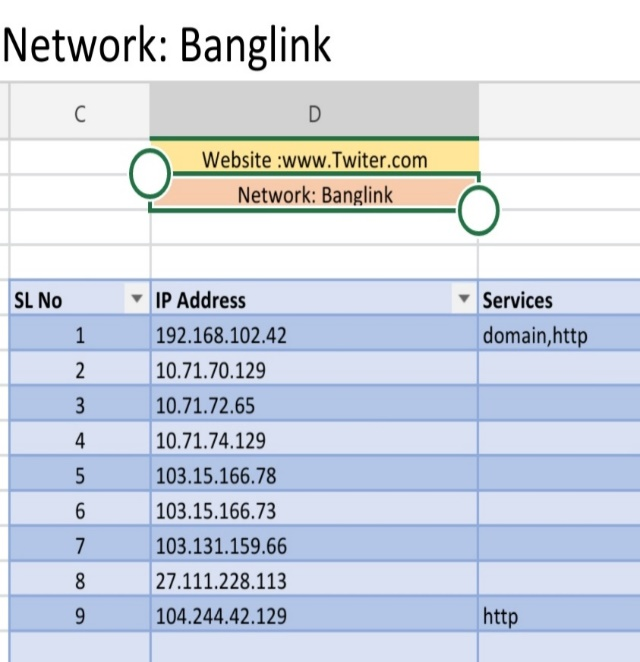 Network: Banglink
C D
Website :www.Twiter.com
Network: Banglink
SL No IP Address Services
1 192.168.102.42 domain,http
2 10.71.70.129
3 10.71.72.65
4 10.71.74.129
5 103.15.166.78
6 103.15.166.73
7 103.131.159.66
8 27.111.228.113
9 104.244.42.129 http